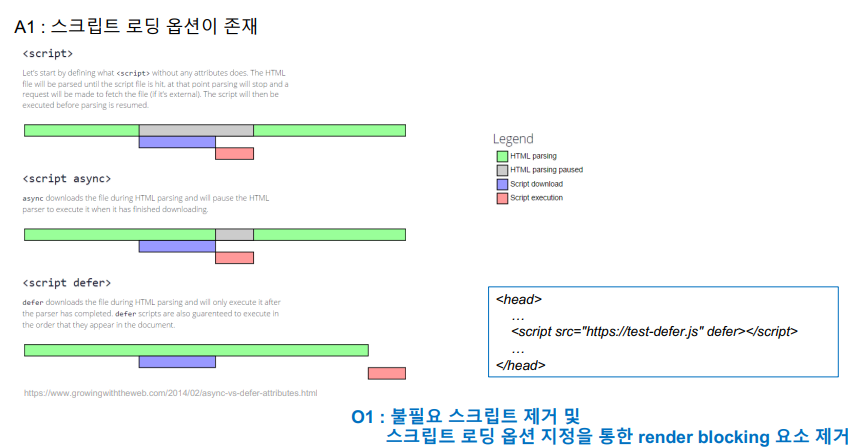 A1 : 스크립트 로딩 옵션이 존재
<script>
Let's start by defining what <script> without any attributes does. The HTML
file will be parsed until the script file is hit, at that point parsing will stop and a
request will be made to fetch the file (if it's external). The script will then be
executed before parsing is resumed.
<script async>
async downloads the file during HTML parsing and will pause the HTML
parser to execute it when it has finished downloading.
<script defer>
defer downloads the file during HTML parsing and will only execute it after
the parser has completed. defer scripts are also guarenteed to execute in
the order that they appear in the document.
https://www.growingwiththeweb.com/2014/02/async-vs-defer-attributes.html
Legend
HTML parsing
HTML parsing paused
Script download
Script execution
<head>
…
<script src="https://test-defer.js" defer></script>
…
</head>
O1 : 불필요 스크립트 제거 및
스크립트 로딩 옵션 지정을 통한 render blocking 요소 제거